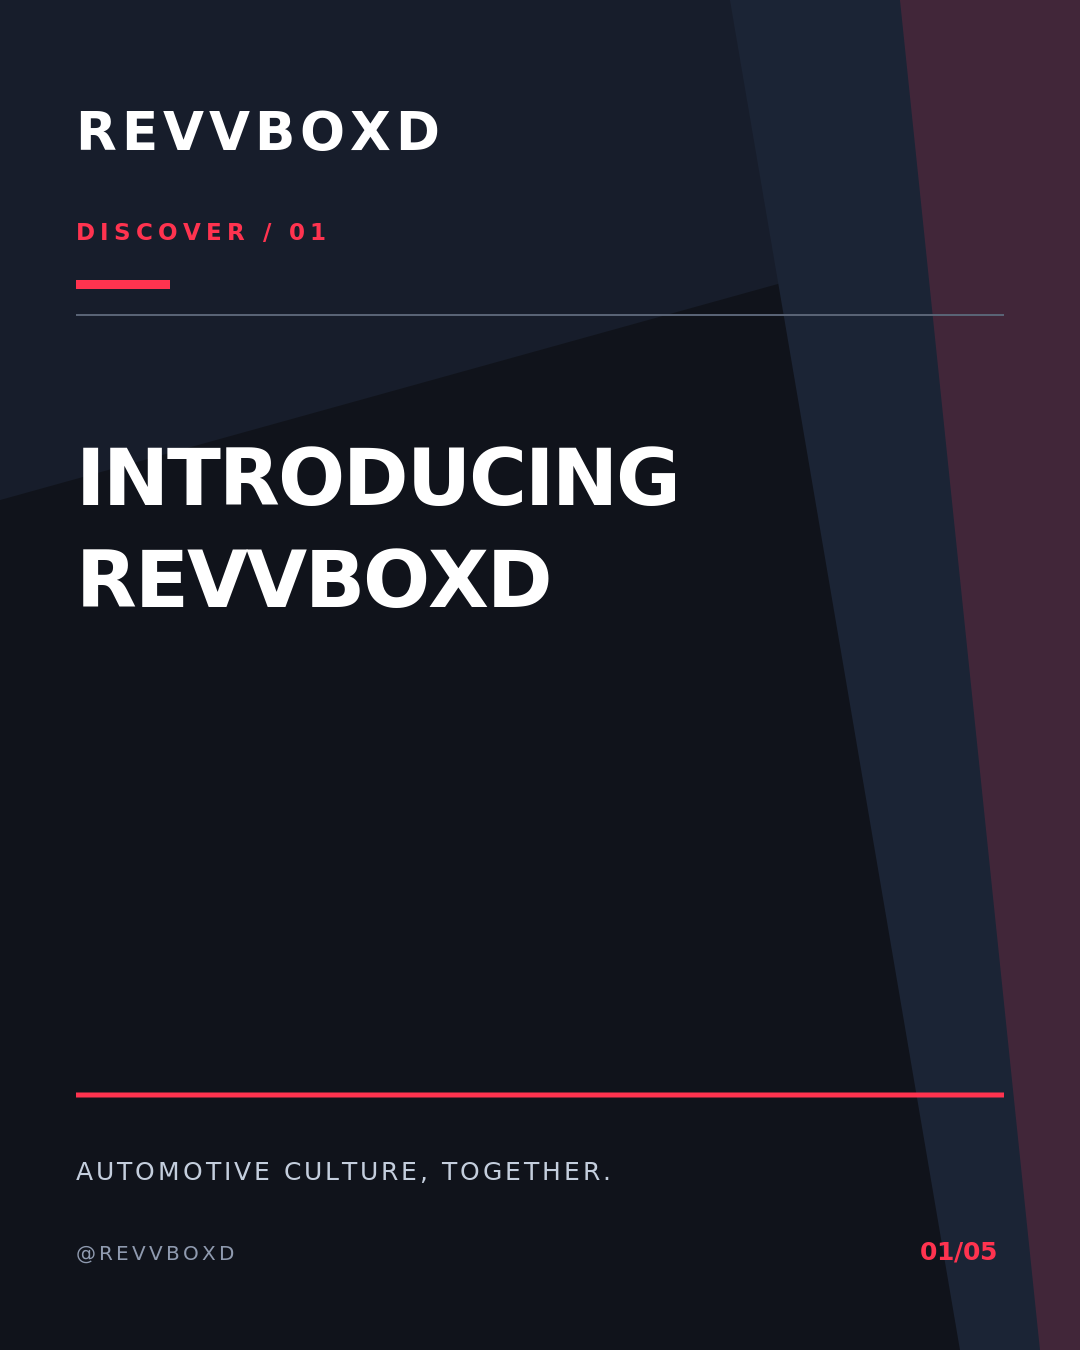 REVVBOXD
DISCOVER / 01
INTRODUCING
REVVBOXD
AUTOMOTIVE CULTURE, TOGETHER.
@REVVBOXD
01/05